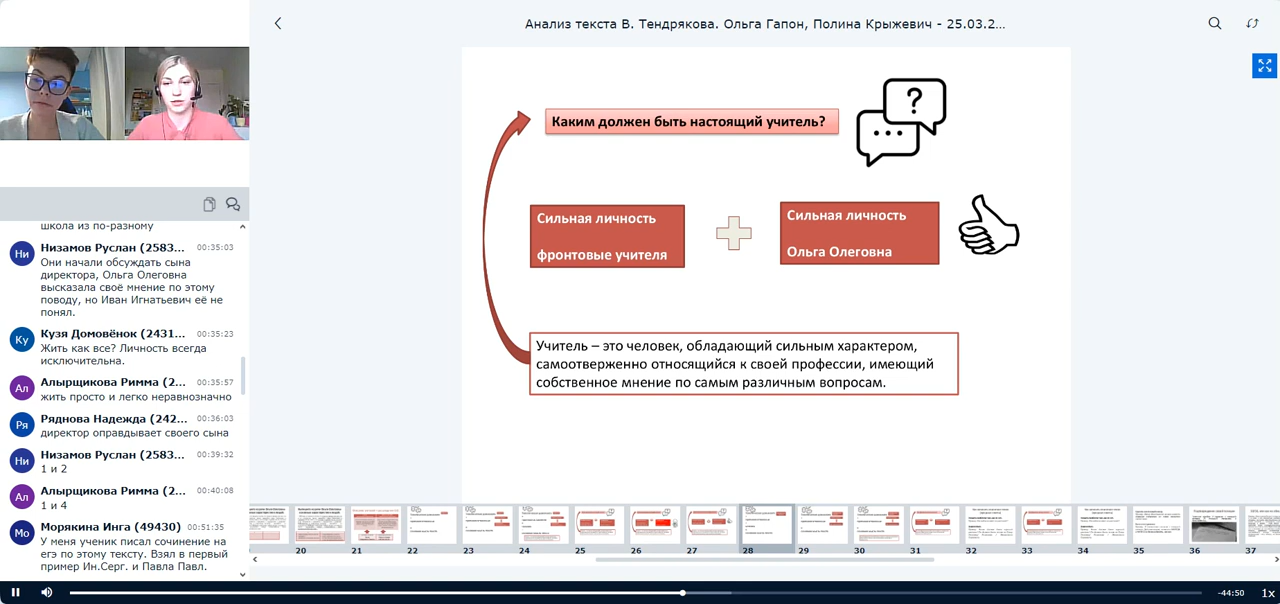 Анализ текста В. Тендрякова. Ольга Гапон, Полина Крыжевич - 25.03.2...
Каким должен быть настоящий учитель?
?
Сильная личность
фронтовые учителя
Сильная личность
Ольга Олеговна
Учитель – это человек, обладающий сильным характером,
самоотверженно относящийся к своей профессии, имеющий
собственное мнение по самым различным вопросам.
школа из по-разному
Ни
Низамов Руслан (2583... 00:35:03
Они начали обсуждать сына
директора, Ольга Олеговна
высказала своё мнение по этому
поводу, но Иван Игнатьевич её не
понял.
Ку
Кузя Домовёнок (2431... 00:35:23
Жить как все? Личность всегда
исключительна.
Ал
Алырщикова Римма (2... 00:35:57
жить просто и легко неравнозначно
Ря
Ряднова Надежда (242... 00:36:03
директор оправдывает своего сына
Ни
Низамов Руслан (2583... 00:39:32
1 и 2
Ал
Алырщикова Римма (2... 00:40:08
1 и 4
Мо
Морякина Инга (49430) 00:51:35
У меня ученик писал сочинение
егэ по этому тексту. Взял в первый
пример Ин.Серг. и Павла Павл.
20 21 22 23 24 25 26 27 28 29 30 31 32 33 34 35 36 37
-44:50 1x